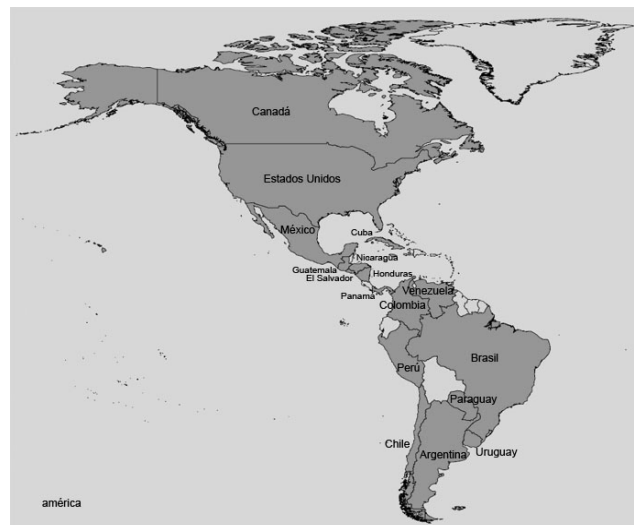 Canadá
Estados Unidos
México
Cuba
Nicaragua
Guatemala
Honduras
El Salvador
Panamá
Venezuela
Colombia
Brasil
Perú
Paraguay
Chile
Uruguay
Argentina
américa